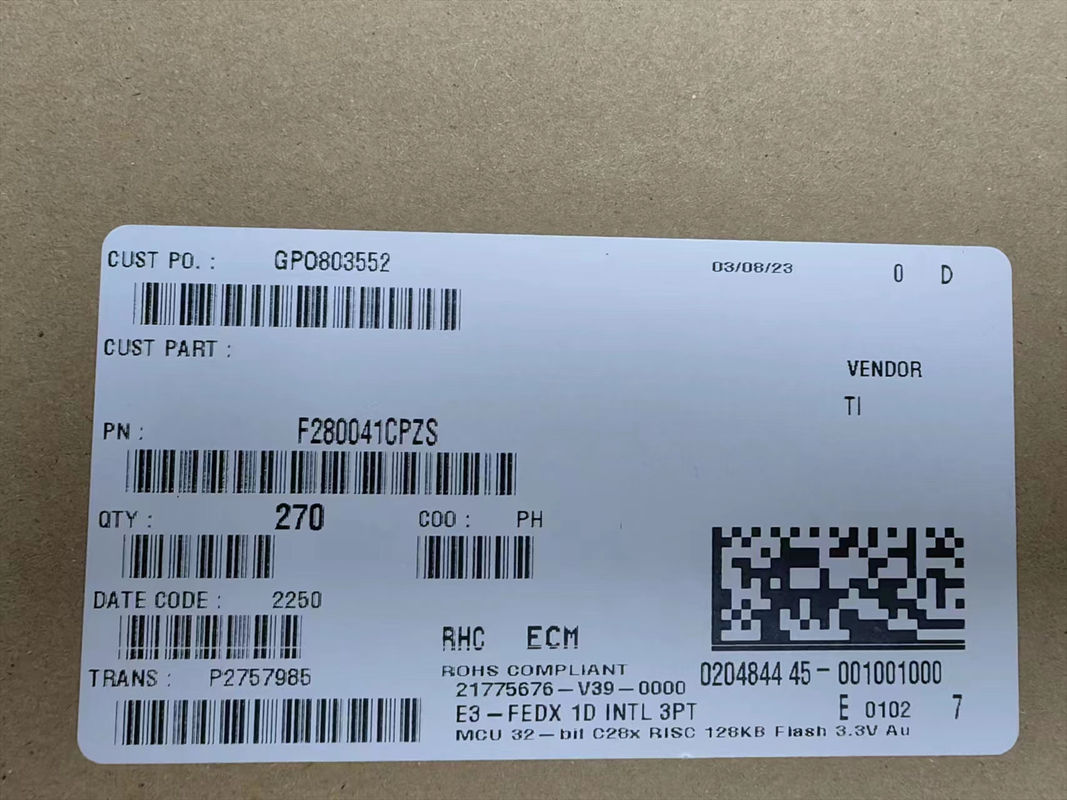 CUST PO. : GPO803552 03/08/23 0 D
CUST PART :
VENDOR
TI
PN : F280041CPZS
QTY : 270 COO : PH
DATE CODE : 2250
RHC ECM
ROHS COMPLIANT
TRANS : P2757985
21775676-V39-0000
0204844 45-001001000
E3-FEDX 1D INTL 3PT
E 0102 7
MCU 32-bit C28x RISC 128KB Flash 3.3V Au